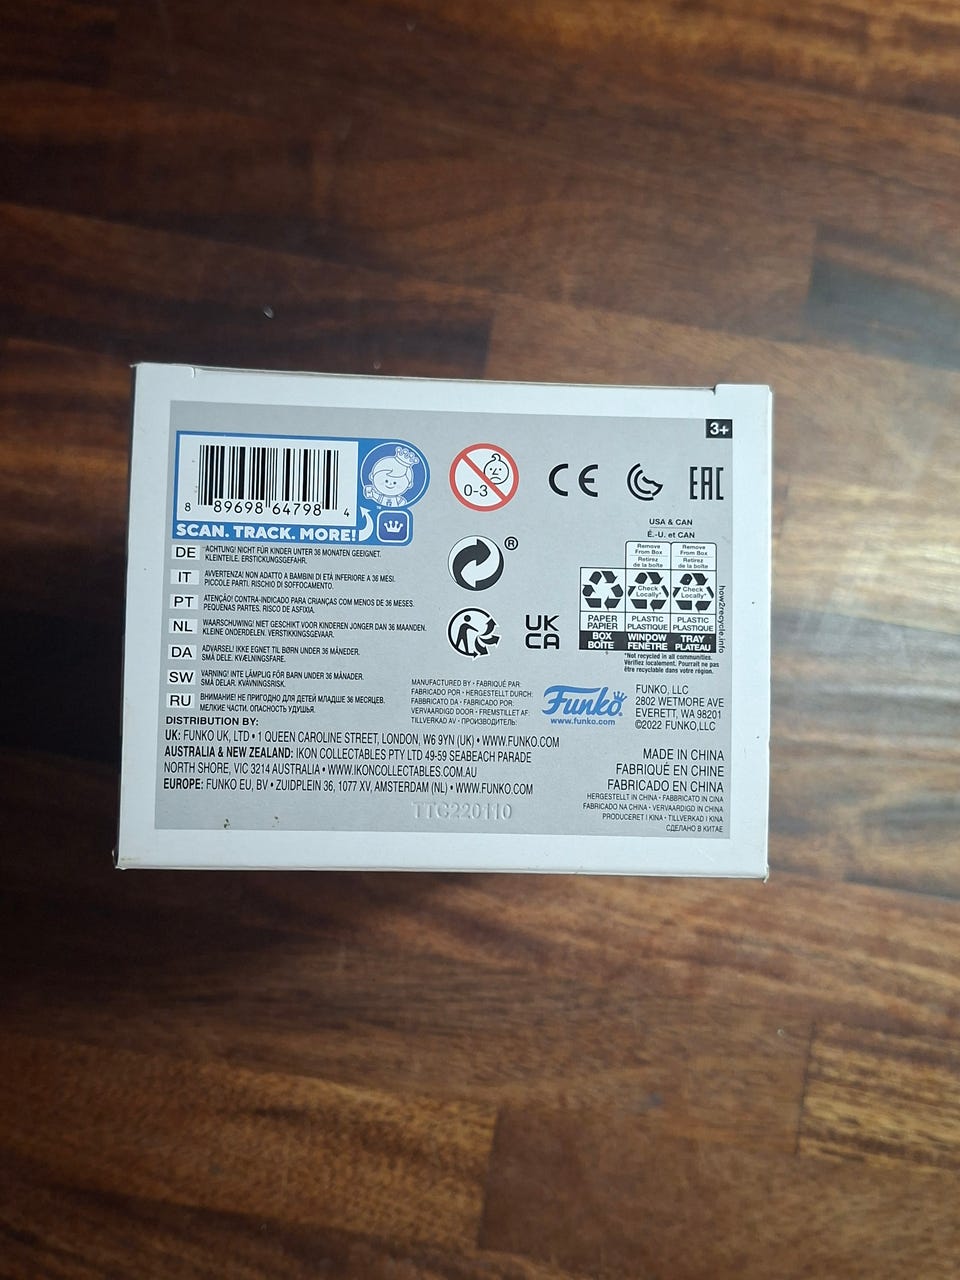 3+
8 89698 64798 4
SCAN. TRACK. MORE!
0-3
CE
EAC
®
UK
CA
USA & CAN
É.-U. et CAN
Remove From Box
Retirez de la boîte
Remove From Box
Retirez de la boîte
Check Locally*
Check Locally*
PAPER
PAPIER
BOX
BOÎTE
PLASTIC
PLASTIQUE
WINDOW
FENÊTRE
PLASTIC
PLASTIQUE
TRAY
PLATEAU
how2recycle.info
*Not recycled in all communities.
Vérifiez localement. Pourrait ne pas
être recyclable dans votre région.
DE ACHTUNG! NICHT FÜR KINDER UNTER 36 MONATEN GEEIGNET.
KLEINTEILE. ERSTICKUNGSGEFAHR.
IT AVVERTENZA! NON ADATTO A BAMBINI DI ETÀ INFERIORE A 36 MESI.
PICCOLE PARTI. RISCHIO DI SOFFOCAMENTO.
PT ATENÇÃO! CONTRA-INDICADO PARA CRIANÇAS COM MENOS DE 36 MESES.
PEQUENAS PARTES. RISCO DE ASFIXIA.
NL WAARSCHUWING! NIET GESCHIKT VOOR KINDEREN JONGER DAN 36 MAANDEN.
KLEINE ONDERDELEN. VERSTIKKINGSGEVAAR.
DA ADVARSEL! IKKE EGNET TIL BØRN UNDER 36 MÅNEDER.
SMÅ DELE. KVÆLNINGSFARE.
SW VARNING! INTE LÄMPLIG FÖR BARN UNDER 36 MÅNADER.
SMÅ DELAR. KVÄVNINGSRISK.
RU ВНИМАНИЕ! НЕ ПРИГОДНО ДЛЯ ДЕТЕЙ МЛАДШЕ 36 МЕСЯЦЕВ.
МЕЛКИЕ ЧАСТИ. ОПАСНОСТЬ УДУШЬЯ.
MANUFACTURED BY • FABRIQUÉ PAR:
FABRICADO POR • HERGESTELLT DURCH:
FABBRICATO DA • FABRICADO POR:
VERVAARDIGD DOOR • FREMSTILLET AF:
TILLVERKAD AV • ПРОИЗВОДИТЕЛЬ:
Funko®
www.funko.com
FUNKO, LLC
2802 WETMORE AVE
EVERETT, WA 98201
©2022 FUNKO,LLC
DISTRIBUTION BY:
UK: FUNKO UK, LTD • 1 QUEEN CAROLINE STREET, LONDON, W6 9YN (UK) • WWW.FUNKO.COM
AUSTRALIA & NEW ZEALAND: IKON COLLECTABLES PTY LTD 49-59 SEABEACH PARADE
NORTH SHORE, VIC 3214 AUSTRALIA • WWW.IKONCOLLECTABLES.COM.AU
EUROPE: FUNKO EU, BV • ZUIDPLEIN 36, 1077 XV, AMSTERDAM (NL) • WWW.FUNKO.COM
MADE IN CHINA
FABRIQUÉ EN CHINE
FABRICADO EN CHINA
HERGESTELLT IN CHINA • FABBRICATO IN CINA
FABRICADO NA CHINA • VERVAARDIGD IN CHINA
PRODUCERET I KINA • TILLVERKAD I KINA
СДЕЛАНО В КИТАЕ
TTG220110